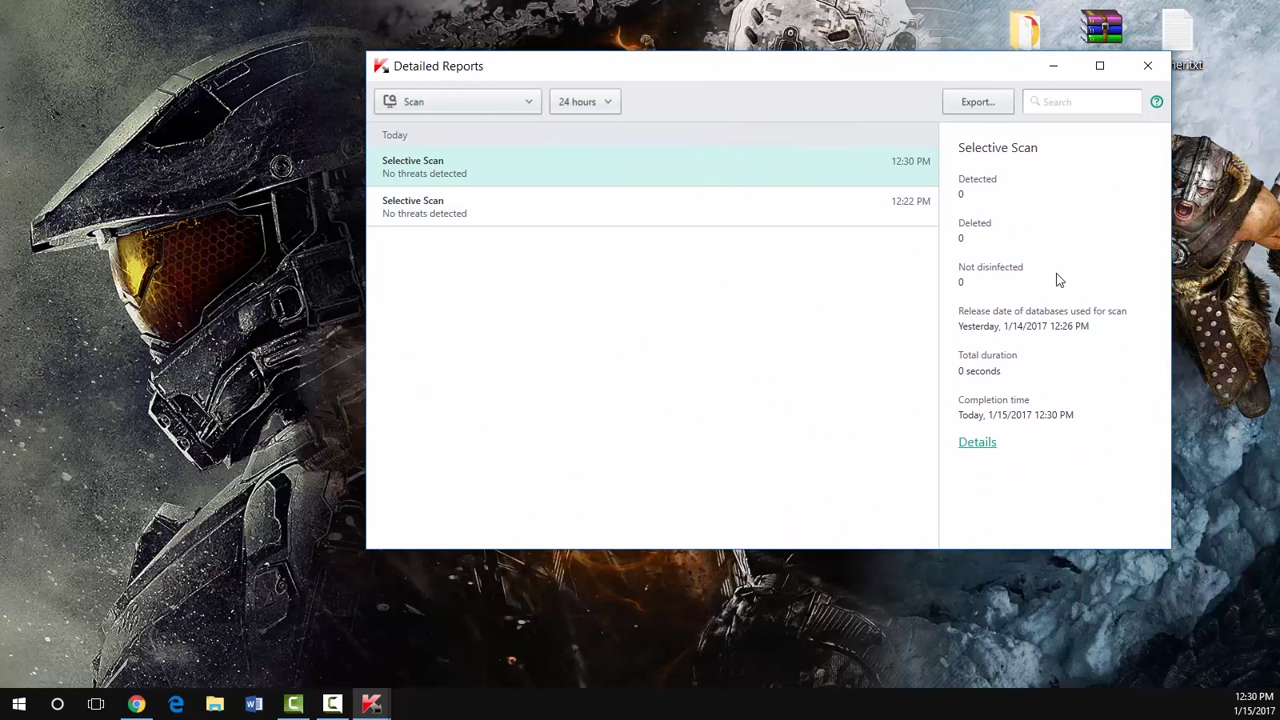 Detailed Reports
Scan
24 hours
Export...
Search
Today
Selective Scan
12:30 PM
No threats detected
Selective Scan
12:22 PM
No threats detected
Selective Scan
Detected
0
Deleted
0
Not disinfected
0
Release date of databases used for scan
Yesterday, 1/14/2017 12:26 PM
Total duration
0 seconds
Completion time
Today, 1/15/2017 12:30 PM
Details
12:30 PM
1/15/2017